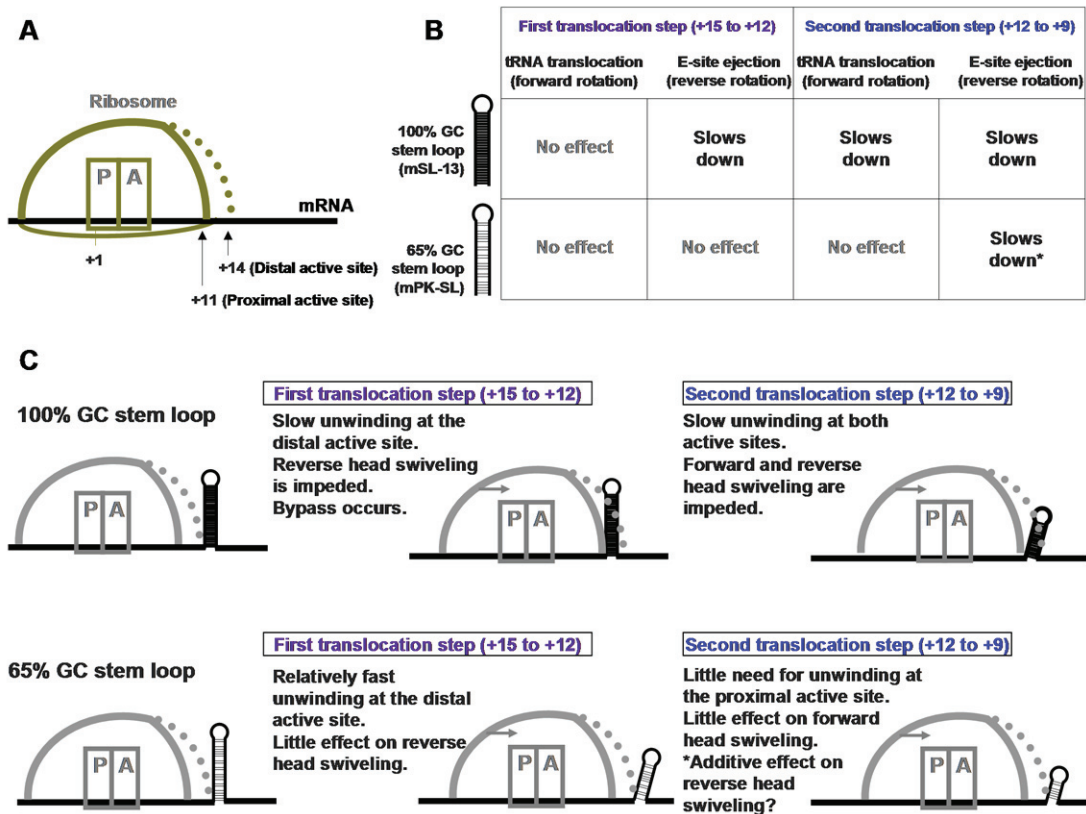 A
Ribosome
P A
mRNA
+1
+14 (Distal active site)
+11 (Proximal active site)
B
First translocation step (+15 to +12)
Second translocation step (+12 to +9)
tRNA translocation
(forward rotation)
E-site ejection
(reverse rotation)
tRNA translocation
(forward rotation)
E-site ejection
(reverse rotation)
100% GC
stem loop
(mSL-13)
No effect
Slows
down
Slows
down
Slows
down
65% GC
stem loop
(mPK-SL)
No effect
No effect
No effect
Slows
down*
C
100% GC stem loop
P A
First translocation step (+15 to +12)
Slow unwinding at the
distal active site.
Reverse head swiveling
is impeded.
Bypass occurs.
P A
Second translocation step (+12 to +9)
Slow unwinding at both
active sites.
Forward and reverse
head swiveling are
impeded.
P A
65% GC stem loop
P A
First translocation step (+15 to +12)
Relatively fast
unwinding at the distal
active site.
Little effect on reverse
head swiveling.
P A
Second translocation step (+12 to +9)
Little need for unwinding at
the proximal active site.
Little effect on forward
head swiveling.
*Additive effect on
reverse head
swiveling?
P A